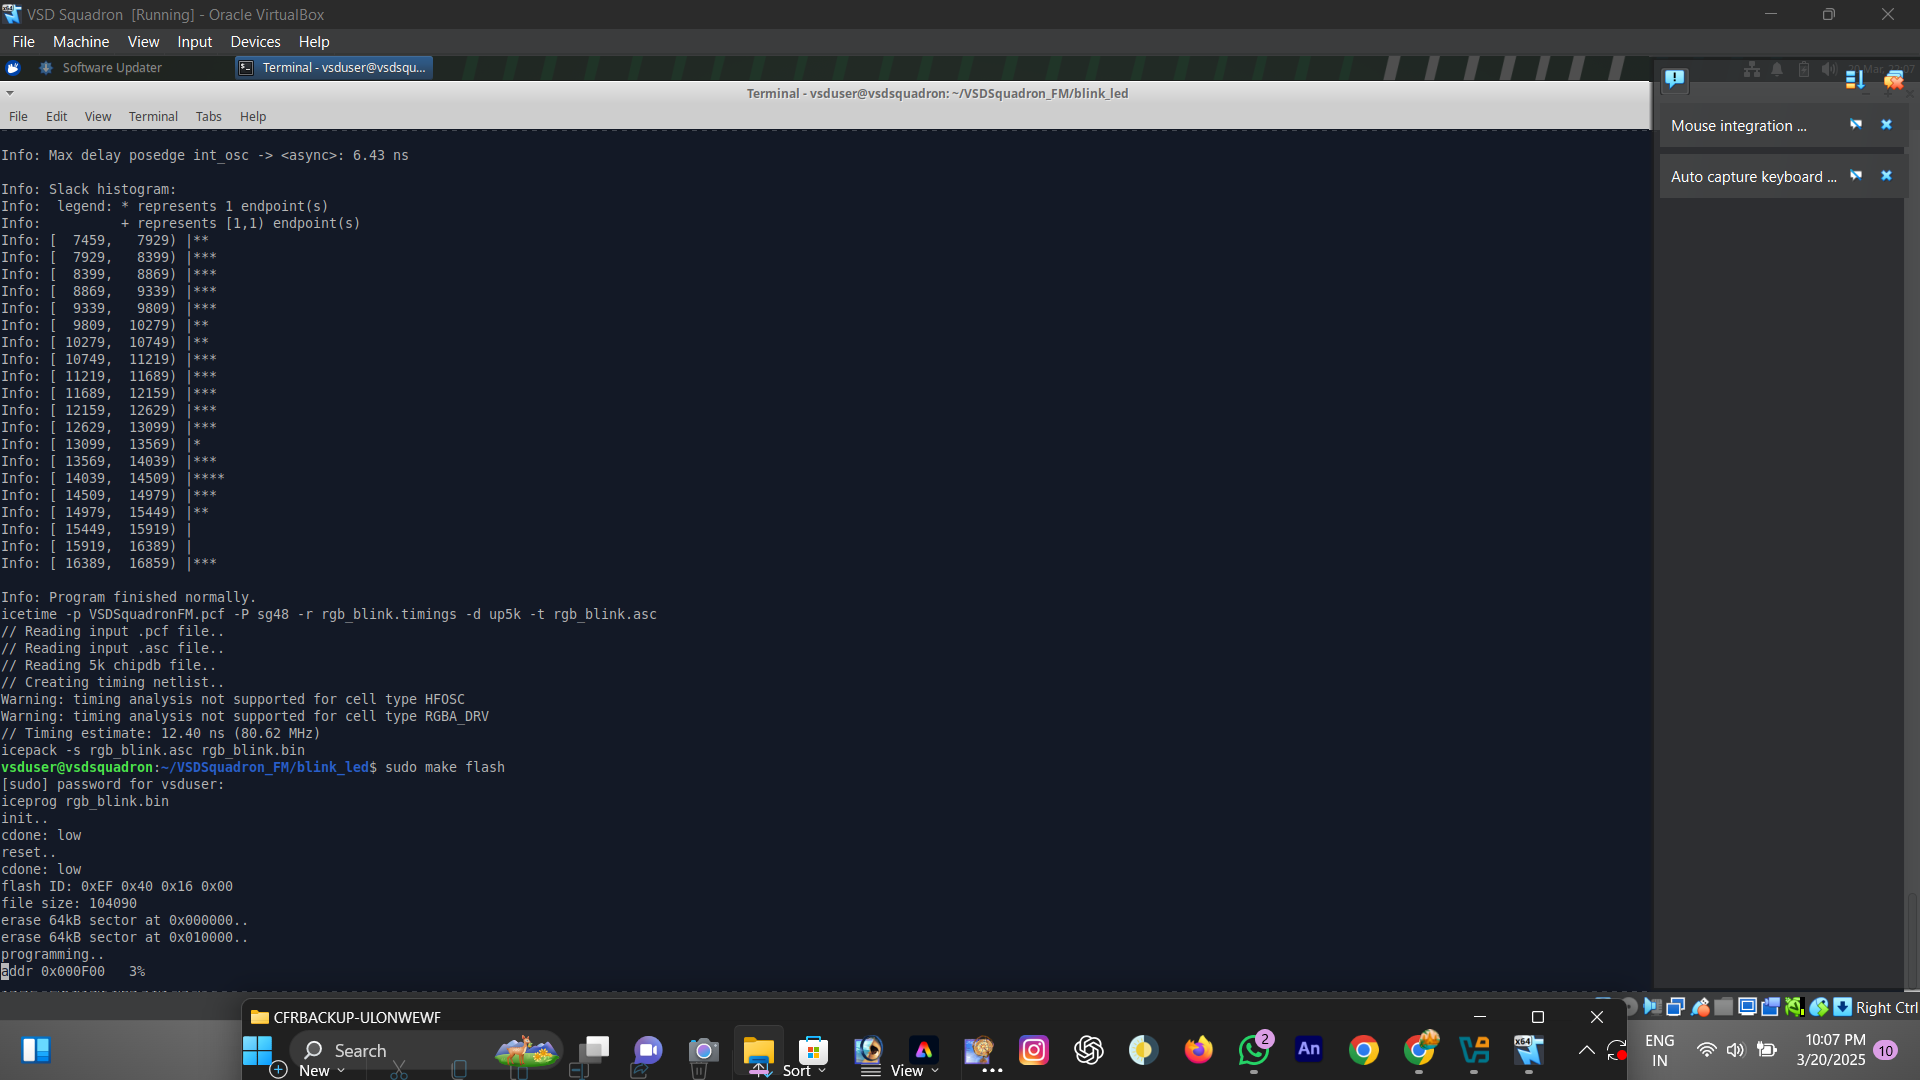 VSD Squadron [Running] - Oracle VirtualBox
File Machine View Input Devices Help
Software Updater
Terminal - vsduser@vsdsqu...
Terminal - vsduser@vsdsquadron: ~/VSDSquadron_FM/blink_led
File Edit View Terminal Tabs Help
Mouse integration ...
Auto capture keyboard ...
Info: Max delay posedge int_osc -> <async>: 6.43 ns
Info: Slack histogram:
Info:  legend: * represents 1 endpoint(s)
Info:          + represents [1,1) endpoint(s)
Info: [  7459,   7929) |**
Info: [  7929,   8399) |***
Info: [  8399,   8869) |***
Info: [  8869,   9339) |***
Info: [  9339,   9809) |***
Info: [  9809,  10279) |**
Info: [ 10279,  10749) |**
Info: [ 10749,  11219) |***
Info: [ 11219,  11689) |***
Info: [ 11689,  12159) |***
Info: [ 12159,  12629) |***
Info: [ 12629,  13099) |***
Info: [ 13099,  13569) |*
Info: [ 13569,  14039) |***
Info: [ 14039,  14509) |****
Info: [ 14509,  14979) |***
Info: [ 14979,  15449) |**
Info: [ 15449,  15919) |
Info: [ 15919,  16389) |
Info: [ 16389,  16859) |***
Info: Program finished normally.
icetime -p VSDSquadronFM.pcf -P sg48 -r rgb_blink.timings -d up5k -t rgb_blink.asc
// Reading input .pcf file..
// Reading input .asc file..
// Reading 5k chipdb file..
// Creating timing netlist..
Warning: timing analysis not supported for cell type HFOSC
Warning: timing analysis not supported for cell type RGBA_DRV
// Timing estimate: 12.40 ns (80.62 MHz)
icepack -s rgb_blink.asc rgb_blink.bin
vsduser@vsdsquadron:~/VSDSquadron_FM/blink_led$ sudo make flash
[sudo] password for vsduser:
iceprog rgb_blink.bin
init..
cdone: low
reset..
cdone: low
flash ID: 0xEF 0x40 0x16 0x00
file size: 104090
erase 64kB sector at 0x000000..
erase 64kB sector at 0x010000..
programming..
addr 0x000F00   3%
Right Ctrl
CFRBACKUP-ULONWEWF
Search
New
Sort
View
2
An
ENG
IN
10:07 PM
3/20/2025
10